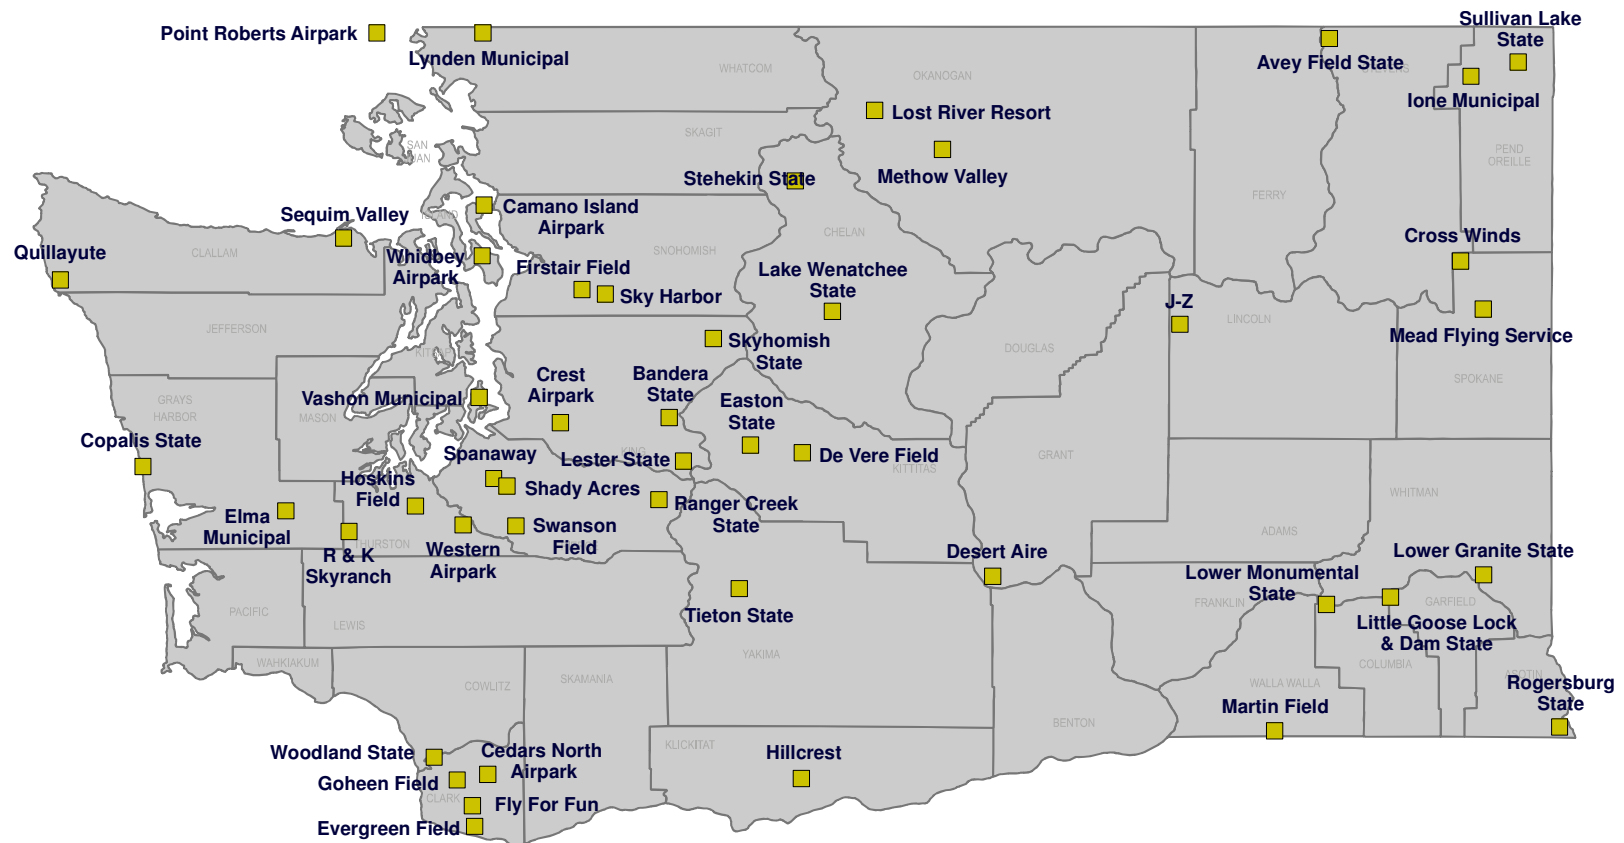 Point Roberts Airpark
Lynden Municipal
WHATCOM
OKANOGAN
Avey Field State
STEVENS
Sullivan Lake
State
Ione Municipal
Lost River Resort
Methow Valley
SKAGIT
SAN
JUAN
Stehekin State
PEND
OREILLE
FERRY
Sequim Valley
ISLAND
Camano Island
Airpark
Quillayute
CLALLAM
Whidbey
Airpark
SNOHOMISH
CHELAN
Cross Winds
Firstair Field
Sky Harbor
Lake Wenatchee
State
J-Z
LINCOLN
Mead Flying Service
JEFFERSON
KITSAP
Skyhomish
State
DOUGLAS
SPOKANE
Crest
Airpark
Bandera
State
Easton
State
GRAYS
HARBOR
MASON
Vashon Municipal
Copalis State
Spanaway
KING
Lester State
De Vere Field
KITTITAS
GRANT
Hoskins
Field
Shady Acres
Ranger Creek
State
WHITMAN
Elma
Municipal
R & K
Skyranch
THURSTON
Western
Airpark
Swanson
Field
ADAMS
Desert Aire
Lower Monumental
State
Lower Granite State
PACIFIC
LEWIS
Tieton State
FRANKLIN
GARFIELD
Little Goose Lock
& Dam State
YAKIMA
WAHKIAKUM
COWLITZ
SKAMANIA
COLUMBIA
WALLA WALLA
ASOTIN
Rogersburg
State
Martin Field
BENTON
KLICKITAT
Woodland State
Cedars North
Airpark
Hillcrest
Goheen Field
CLARK
Fly For Fun
Evergreen Field